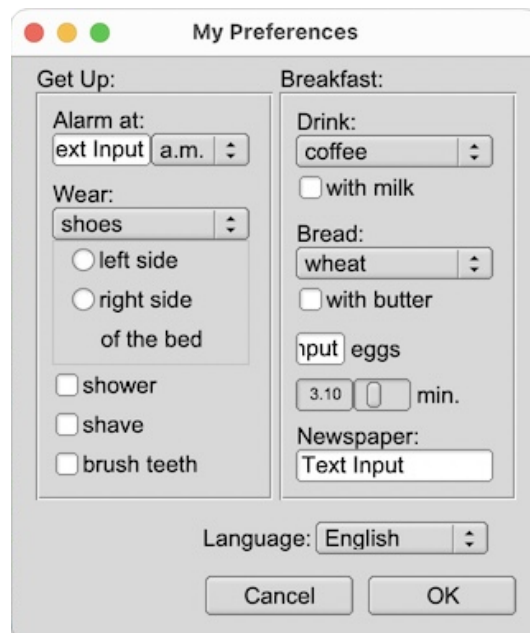 My Preferences
Get Up:
Alarm at:
ext Input a.m.
Wear:
shoes
left side
right side
of the bed
shower
shave
brush teeth
Breakfast:
Drink:
coffee
with milk
Bread:
wheat
with butter
nput eggs
3.10 min.
Newspaper:
Text Input
Language: English
Cancel OK